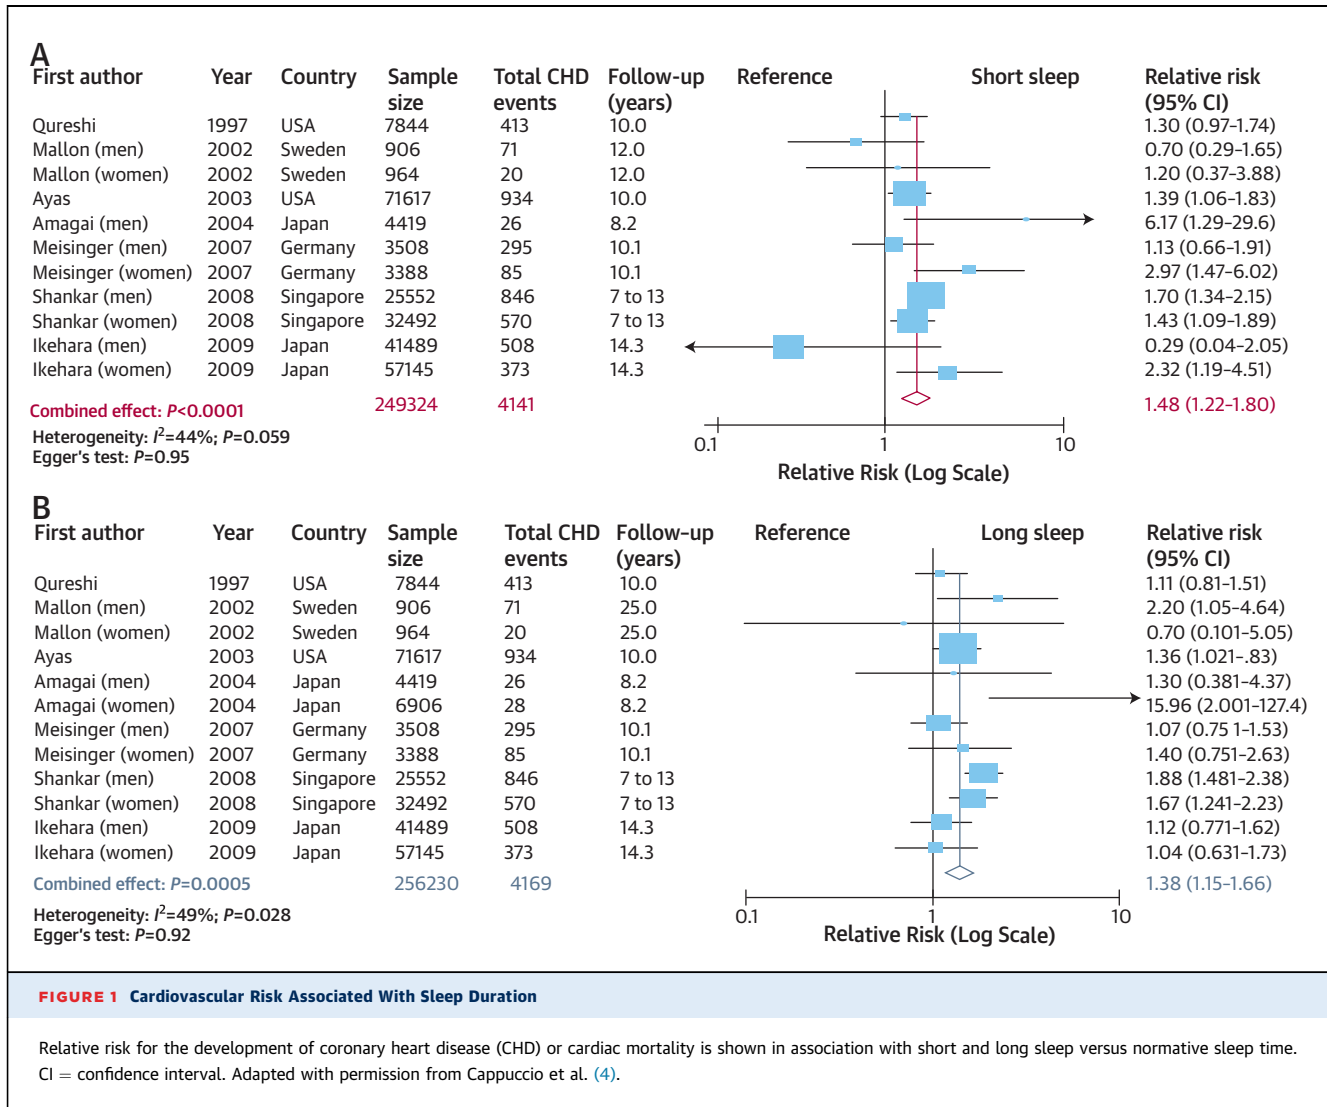 A
First author Year Country Sample size Total CHD events Follow-up (years) Reference Short sleep Relative risk (95% CI)
Qureshi 1997 USA 7844 413 10.0 1.30 (0.97–1.74)
Mallon (men) 2002 Sweden 906 71 12.0 0.70 (0.29–1.65)
Mallon (women) 2002 Sweden 964 20 12.0 1.20 (0.37–3.88)
Ayas 2003 USA 71617 934 10.0 1.39 (1.06–1.83)
Amagai (men) 2004 Japan 4419 26 8.2 6.17 (1.29–29.6)
Meisinger (men) 2007 Germany 3508 295 10.1 1.13 (0.66–1.91)
Meisinger (women) 2007 Germany 3388 85 10.1 2.97 (1.47–6.02)
Shankar (men) 2008 Singapore 25552 846 7 to 13 1.70 (1.34–2.15)
Shankar (women) 2008 Singapore 32492 570 7 to 13 1.43 (1.09–1.89)
Ikehara (men) 2009 Japan 41489 508 14.3 0.29 (0.04–2.05)
Ikehara (women) 2009 Japan 57145 373 14.3 2.32 (1.19–4.51)
Combined effect: P<0.0001 249324 4141 1.48 (1.22–1.80)
Heterogeneity: I²=44%; P=0.059
Egger's test: P=0.95
0.1 1 10
Relative Risk (Log Scale)
B
First author Year Country Sample size Total CHD events Follow-up (years) Reference Long sleep Relative risk (95% CI)
Qureshi 1997 USA 7844 413 10.0 1.11 (0.81–1.51)
Mallon (men) 2002 Sweden 906 71 25.0 2.20 (1.05–4.64)
Mallon (women) 2002 Sweden 964 20 25.0 0.70 (0.101–5.05)
Ayas 2003 USA 71617 934 10.0 1.36 (1.021–.83)
Amagai (men) 2004 Japan 4419 26 8.2 1.30 (0.381–4.37)
Amagai (women) 2004 Japan 6906 28 8.2 15.96 (2.001–127.4)
Meisinger (men) 2007 Germany 3508 295 10.1 1.07 (0.75 1–1.53)
Meisinger (women) 2007 Germany 3388 85 10.1 1.40 (0.751–2.63)
Shankar (men) 2008 Singapore 25552 846 7 to 13 1.88 (1.481–2.38)
Shankar (women) 2008 Singapore 32492 570 7 to 13 1.67 (1.241–2.23)
Ikehara (men) 2009 Japan 41489 508 14.3 1.12 (0.771–1.62)
Ikehara (women) 2009 Japan 57145 373 14.3 1.04 (0.631–1.73)
Combined effect: P=0.0005 256230 4169 1.38 (1.15–1.66)
Heterogeneity: I²=49%; P=0.028
Egger's test: P=0.92
0.1 1 10
Relative Risk (Log Scale)
FIGURE 1 Cardiovascular Risk Associated With Sleep Duration
Relative risk for the development of coronary heart disease (CHD) or cardiac mortality is shown in association with short and long sleep versus normative sleep time.
CI = confidence interval. Adapted with permission from Cappuccio et al. (4).